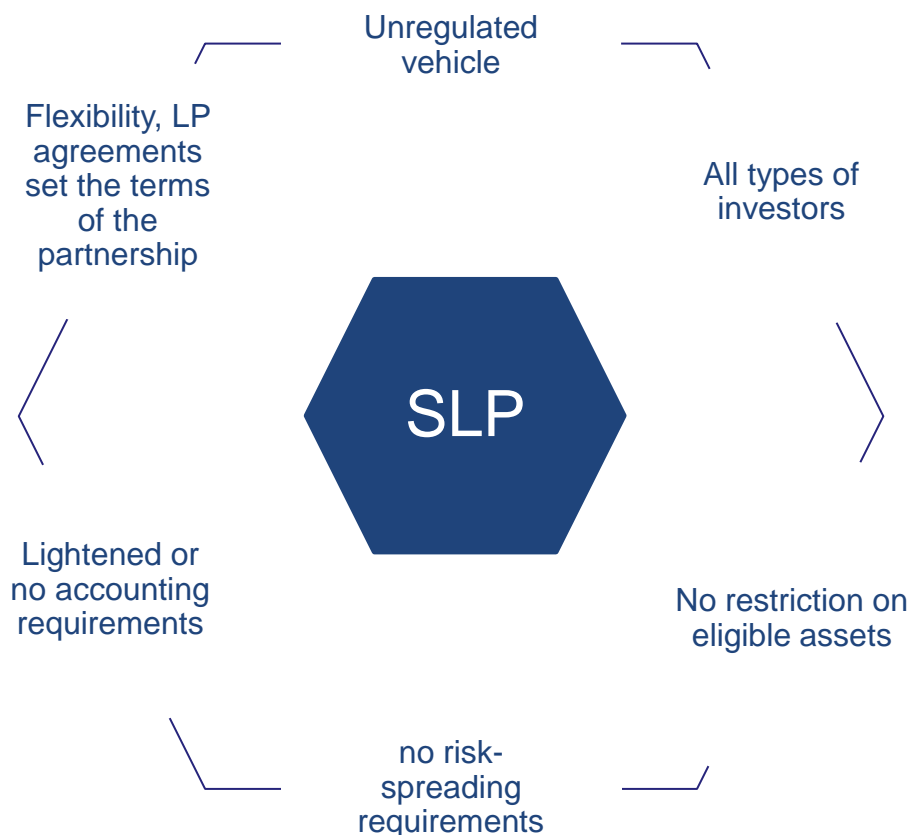 Unregulated
vehicle
Flexibility, LP
agreements
set the terms
of the
partnership
All types of
investors
SLP
Lightened or
no accounting
requirements
No restriction on
eligible assets
no risk-
spreading
requirements